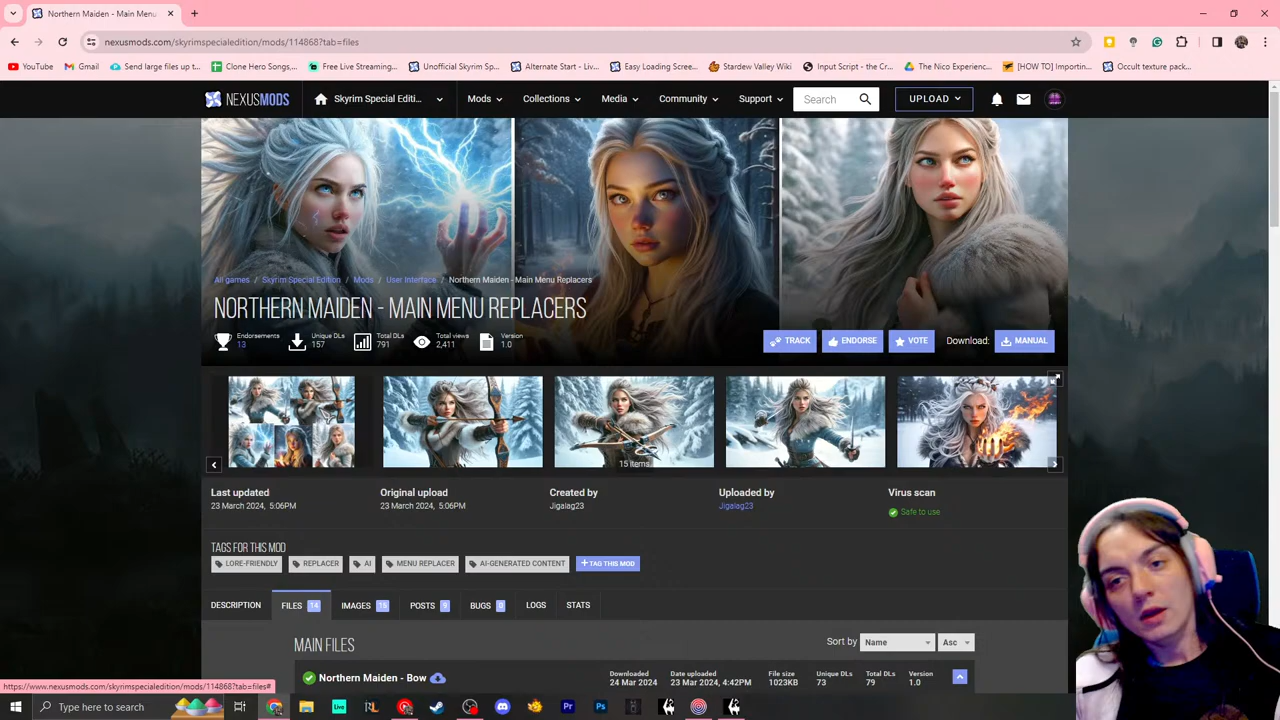 Northern Maiden - Main Menu
nexusmods.com/skyrimspecialedition/mods/114868?tab=files
YouTube Gmail Send large files up t... Clone Hero Songs,... Free Live Streaming... Unofficial Skyrim Sp... Alternate Start - Liv... Easy Loading Scree... Stardew Valley Wiki Input Script - the Cr... The Nico Experienc... [HOW TO] Importin... Occult texture pack...
NEXUSMODS Skyrim Special Editi... Mods Collections Media Community Support Search UPLOAD
All games / Skyrim Special Edition / Mods / User Interface / Northern Maiden - Main Menu Replacers
NORTHERN MAIDEN - MAIN MENU REPLACERS
Endorsements Unique DLs Total DLs Total views Version
13 157 791 2,411 1.0
TRACK ENDORSE VOTE Download: MANUAL
15 items
Last updated Original upload Created by Uploaded by Virus scan
23 March 2024, 5:06PM 23 March 2024, 5:06PM Jigalag23 Jigalag23 Safe to use
TAGS FOR THIS MOD
LORE-FRIENDLY REPLACER AI MENU REPLACER AI-GENERATED CONTENT + TAG THIS MOD
DESCRIPTION FILES 14 IMAGES 15 POSTS 9 BUGS 0 LOGS STATS
MAIN FILES Sort by Name Asc
Northern Maiden - Bow
Downloaded Date uploaded File size Unique DLs Total DLs Version
24 Mar 2024 23 Mar 2024, 4:42PM 1023KB 73 79 1.0
https://www.nexusmods.com/skyrimspecialedition/mods/114868?tab=files#
Type here to search Live Pr Ps